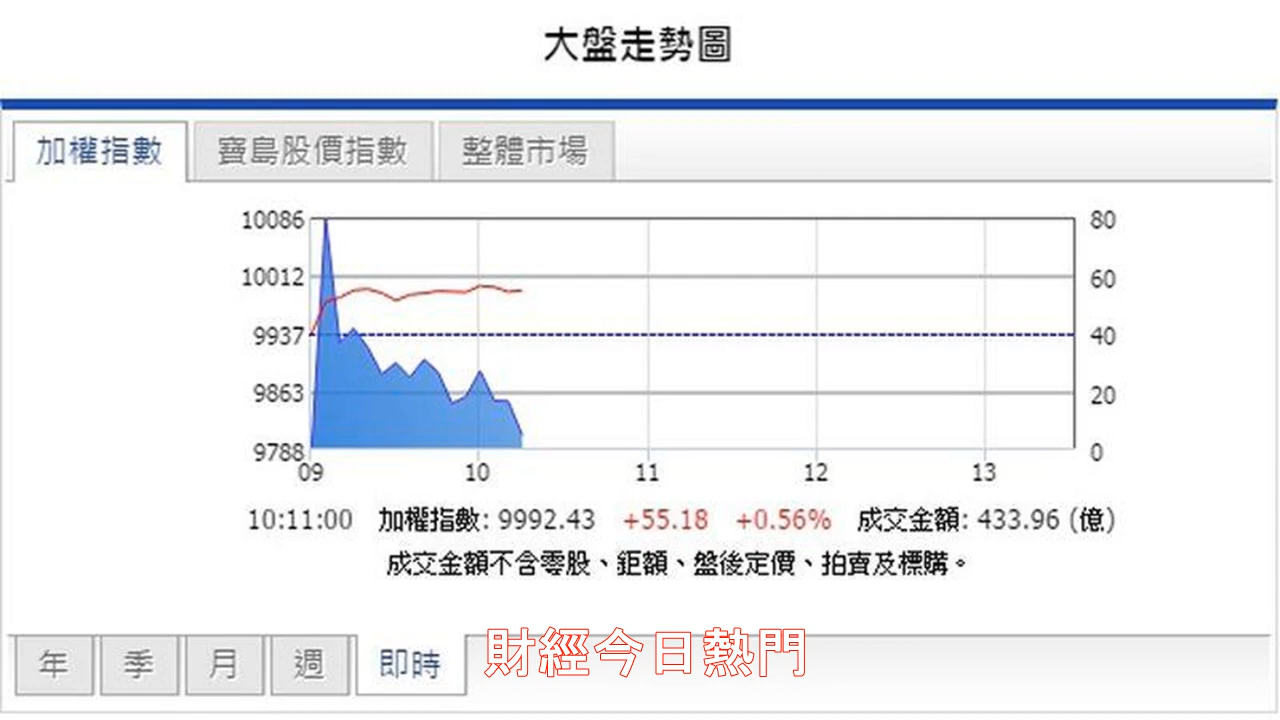 大盤走勢圖
加權指數 寶島股價指數 整體市場
10086 80
10012 60
9937 40
9863 20
9788 0
09 10 11 12 13
10:11:00 加權指數: 9992.43 +55.18 +0.56% 成交金額: 433.96 (億)
成交金額不含零股、鉅額、盤後定價、拍賣及標購。
年 季 月 週 即時 財經今日熱門